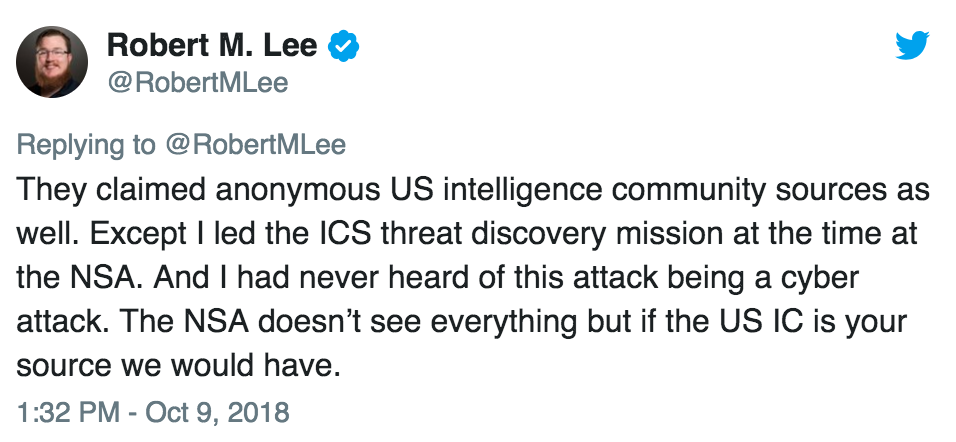 Robert M. Lee
@RobertMLee
Replying to @RobertMLee
They claimed anonymous US intelligence community sources as
well. Except I led the ICS threat discovery mission at the time at
the NSA. And I had never heard of this attack being a cyber
attack. The NSA doesn’t see everything but if the US IC is your
source we would have.
1:32 PM - Oct 9, 2018